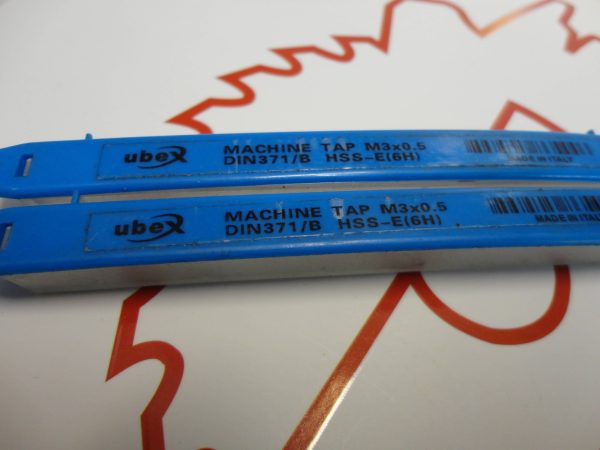 ubex
MACHINE TAP M3x0.5
DIN371/B HSS-E(6H)
MADE IN ITALY
ubex
MACHINE TAP M3x0.5
DIN371/B HSS-E(6H)
MADE IN ITALY